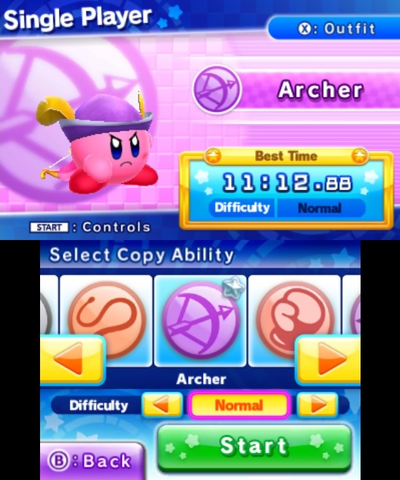 Single Player
X: Outfit
Archer
Best Time
11:12.88
Difficulty Normal
START: Controls
Select Copy Ability
Archer
Difficulty Normal
Start
B: Back